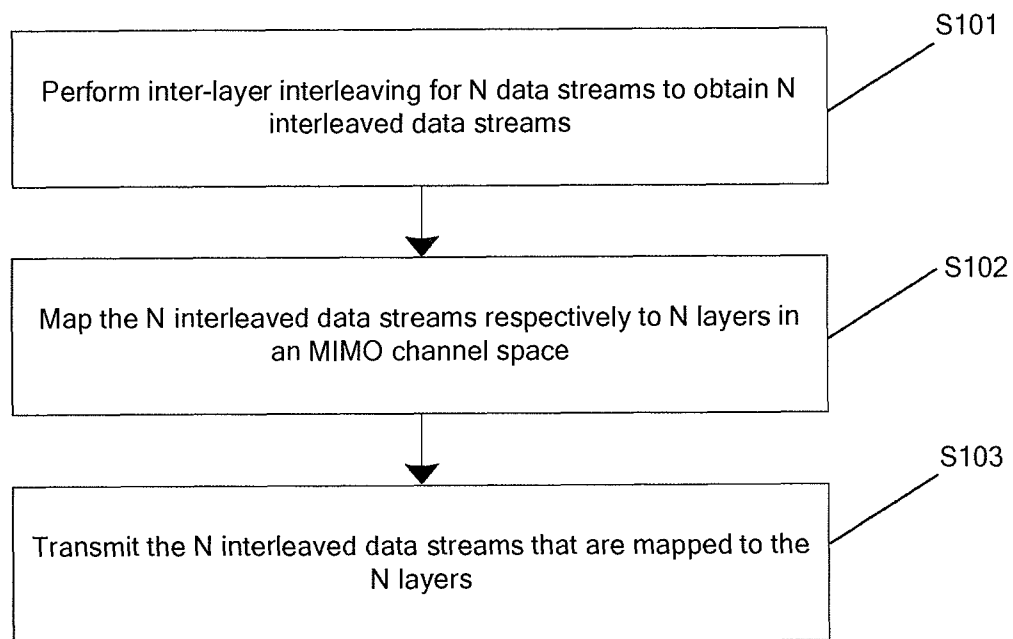 S101
Perform inter-layer interleaving for N data streams to obtain N
interleaved data streams
S102
Map the N interleaved data streams respectively to N layers in
an MIMO channel space
S103
Transmit the N interleaved data streams that are mapped to the
N layers